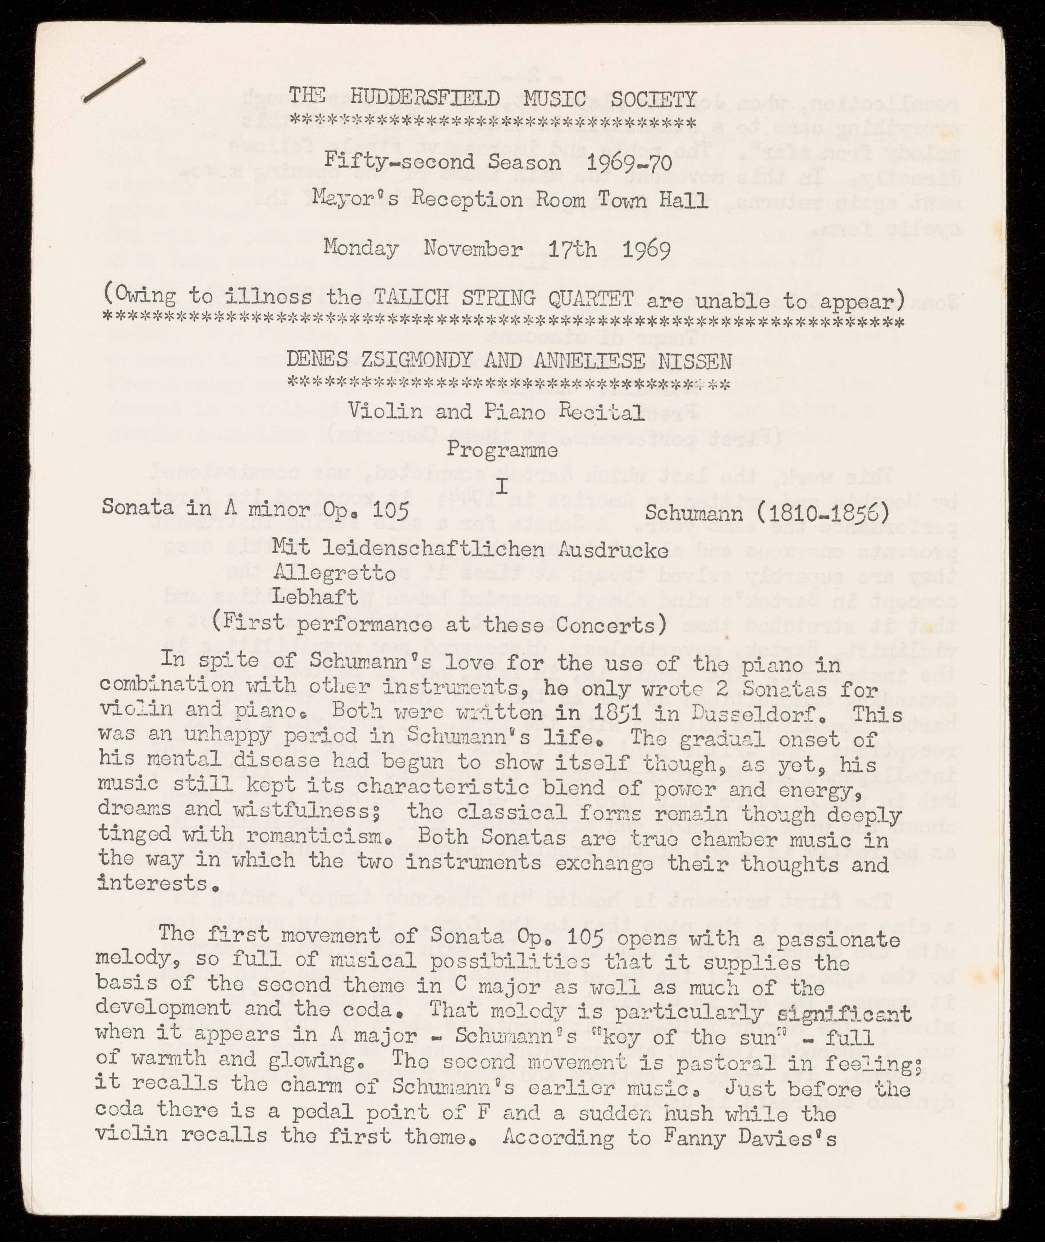 THE HUDDERSFIELD MUSIC SOCIETY
**********************************
Fifty-second Season 1969-70
Mayor's Reception Room Town Hall
Monday November 17th 1969
(Owing to illness the TALICH STRING QUARTET are unable to appear)
*****************************************************************
DENES ZSIGMONDY AND ANNELIESE NISSEN
************************************
Violin and Piano Recital
Programme
I
Sonata in A minor Op. 105 Schumann (1810-1856)
Mit leidenschaftlichen Ausdrucke
Allegretto
Lebhaft
(First performance at these Concerts)
In spite of Schumann's love for the use of the piano in
combination with other instruments, he only wrote 2 Sonatas for
violin and piano. Both were written in 1851 in Dusseldorf. This
was an unhappy period in Schumann's life. The gradual onset of
his mental disease had begun to show itself though, as yet, his
music still kept its characteristic blend of power and energy,
dreams and wistfulness; the classical forms remain though deeply
tinged with romanticism. Both Sonatas are true chamber music in
the way in which the two instruments exchange their thoughts and
interests.
The first movement of Sonata Op. 105 opens with a passionate
melody, so full of musical possibilities that it supplies the
basis of the second theme in C major as well as much of the
development and the coda. That melody is particularly significant
when it appears in A major - Schumann's "key of the sun" - full
of warmth and glowing. The second movement is pastoral in feeling;
it recalls the charm of Schumann's earlier music. Just before the
coda there is a pedal point of F and a sudden hush while the
violin recalls the first theme. According to Fanny Davies's